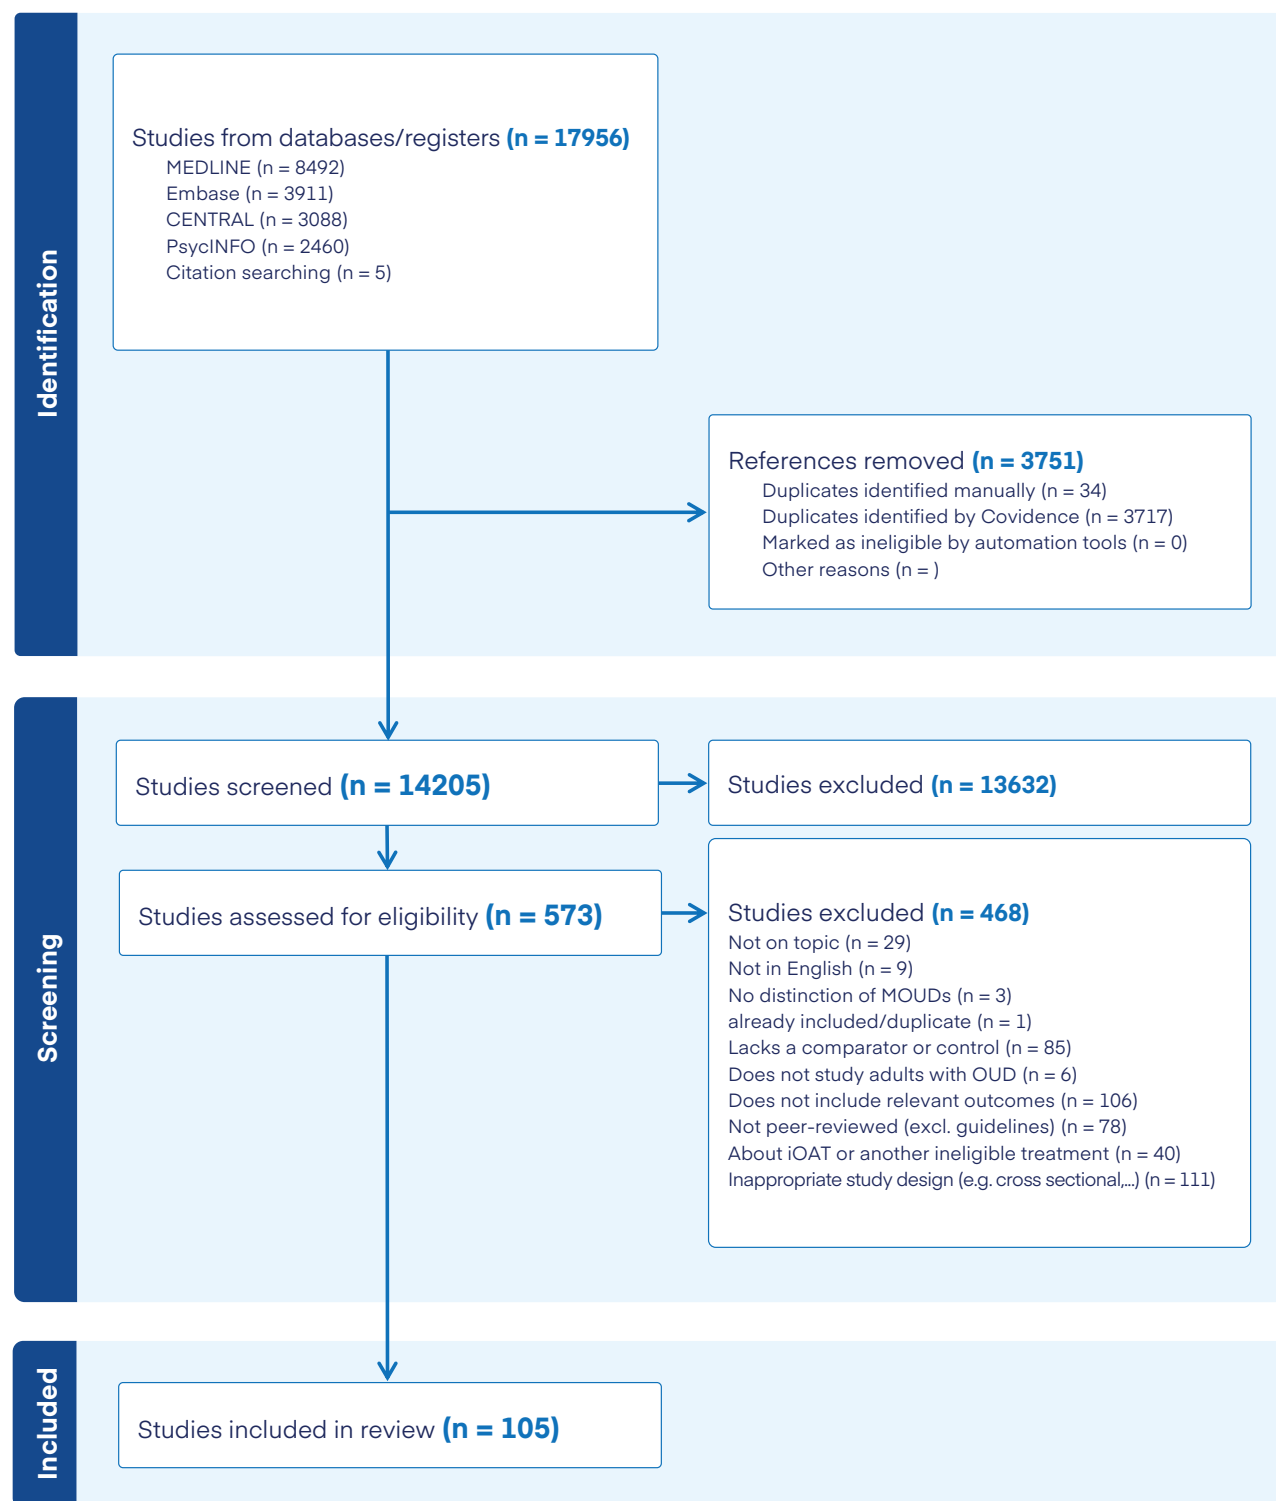 Identification
Studies from databases/registers (n = 17956)
MEDLINE (n = 8492)
Embase (n = 3911)
CENTRAL (n = 3088)
PsycINFO (n = 2460)
Citation searching (n = 5)
References removed (n = 3751)
Duplicates identified manually (n = 34)
Duplicates identified by Covidence (n = 3717)
Marked as ineligible by automation tools (n = 0)
Other reasons (n = )
Screening
Studies screened (n = 14205)
Studies excluded (n = 13632)
Studies assessed for eligibility (n = 573)
Studies excluded (n = 468)
Not on topic (n = 29)
Not in English (n = 9)
No distinction of MOUDs (n = 3)
already included/duplicate (n = 1)
Lacks a comparator or control (n = 85)
Does not study adults with OUD (n = 6)
Does not include relevant outcomes (n = 106)
Not peer-reviewed (excl. guidelines) (n = 78)
About iOAT or another ineligible treatment (n = 40)
Inappropriate study design (e.g. cross sectional,...) (n = 111)
Included
Studies included in review (n = 105)